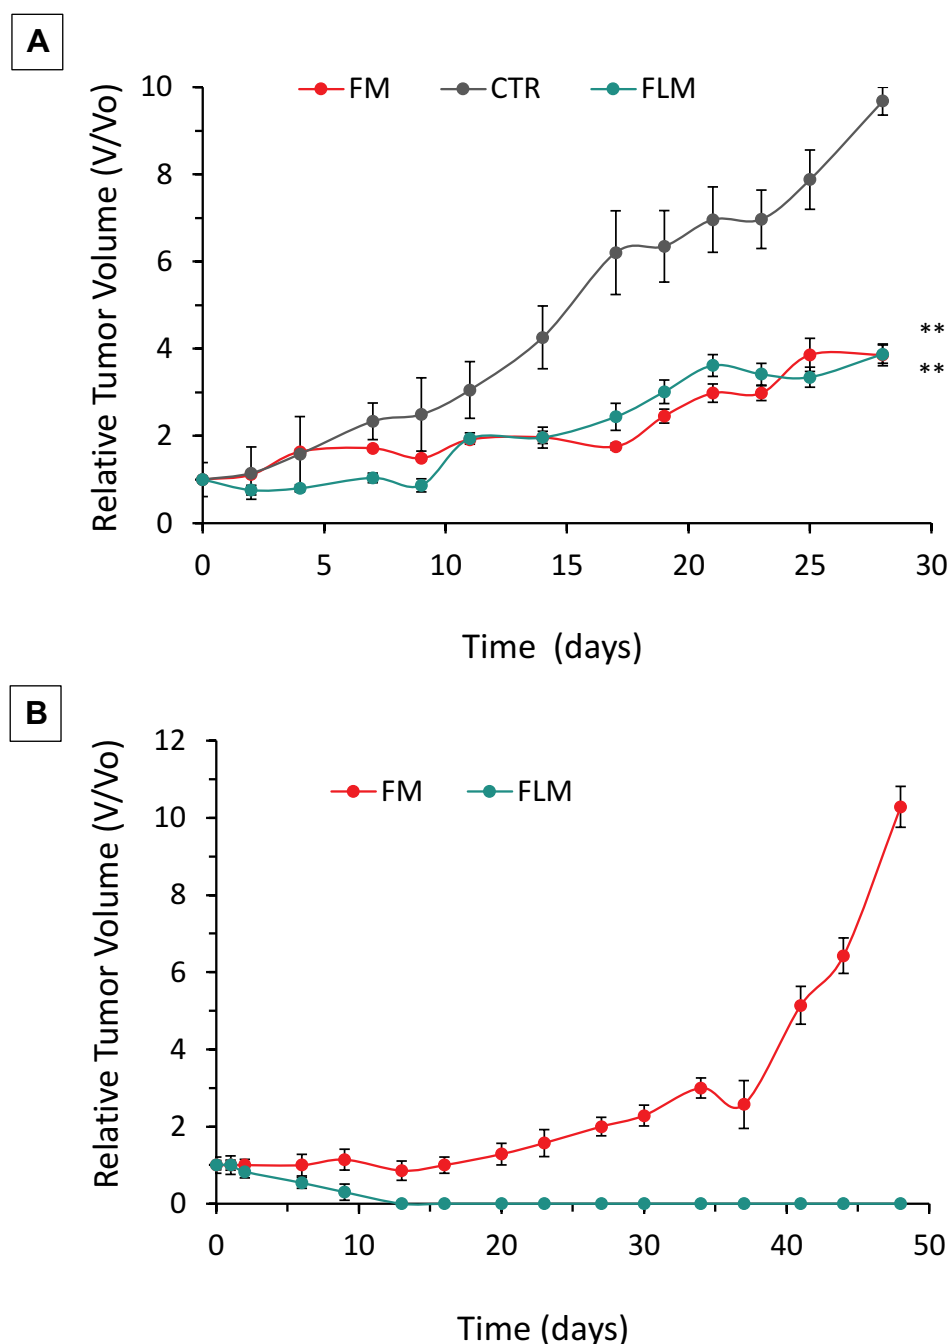 A
FM CTR FLM
Relative Tumor Volume (V/Vo)
10
8
6
4
2
0
**
**
0 5 10 15 20 25 30
Time (days)
B
FM FLM
Relative Tumor Volume (V/Vo)
12
10
8
6
4
2
0
0 10 20 30 40 50
Time (days)